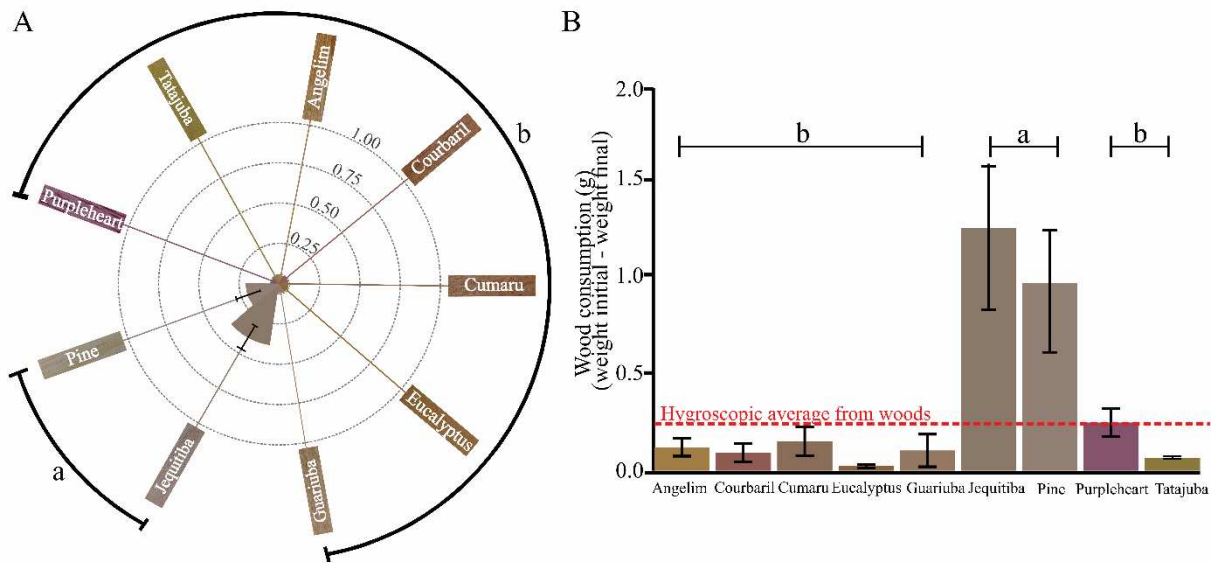 A
Tatajuba
Angelim
Courbaril
b
1.00
0.75
0.50
0.25
Purpleheart
Cumaru
Pine
Eucalyptus
Jequitiba
Guariuba
a
B
2.0
1.5
1.0
0.5
0.0
Wood consumption (g)
(weight initial - weight final)
b
a
b
Hygroscopic average from woods
Angelim Courbaril Cumaru Eucalyptus Guariuba Jequitiba Pine Purpleheart Tatajuba